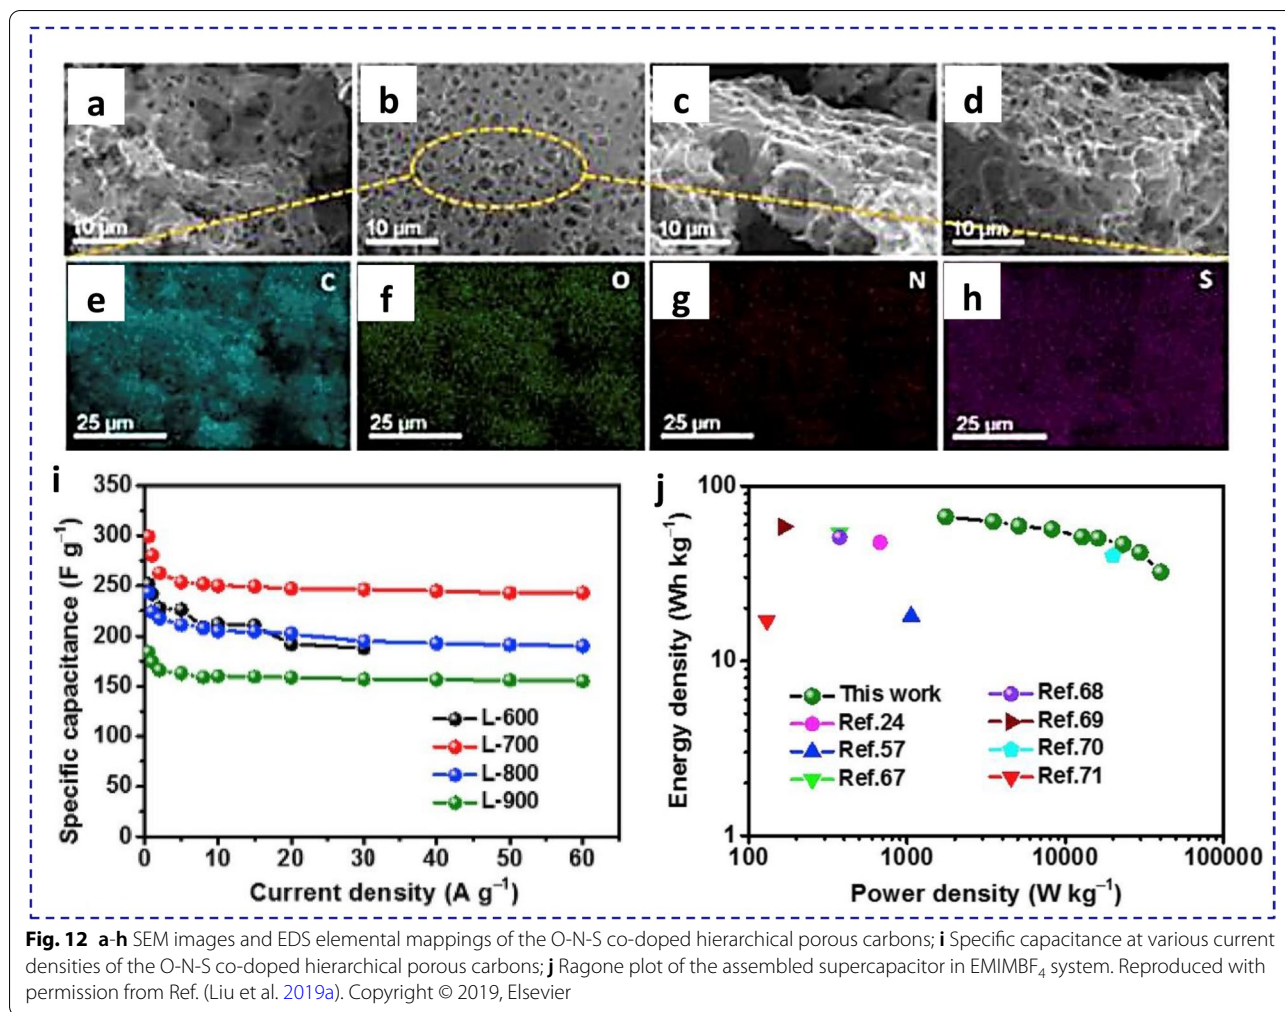 a b c d
10 μm 10 μm 10 μm 10 μm
e C f O g N h S
25 μm 25 μm 25 μm 25 μm
i
350
300
250
200
150
100
50
0
Specific capacitance (F g⁻¹)
L-600
L-700
L-800
L-900
0 10 20 30 40 50 60
Current density (A g⁻¹)
j
100
10
1
Energy density (Wh kg⁻¹)
This work
Ref.24
Ref.57
Ref.67
Ref.68
Ref.69
Ref.70
Ref.71
100 1000 10000 100000
Power density (W kg⁻¹)
Fig. 12 a-h SEM images and EDS elemental mappings of the O-N-S co-doped hierarchical porous carbons; i Specific capacitance at various current
densities of the O-N-S co-doped hierarchical porous carbons; j Ragone plot of the assembled supercapacitor in EMIMBF₄ system. Reproduced with
permission from Ref. (Liu et al. 2019a). Copyright © 2019, Elsevier